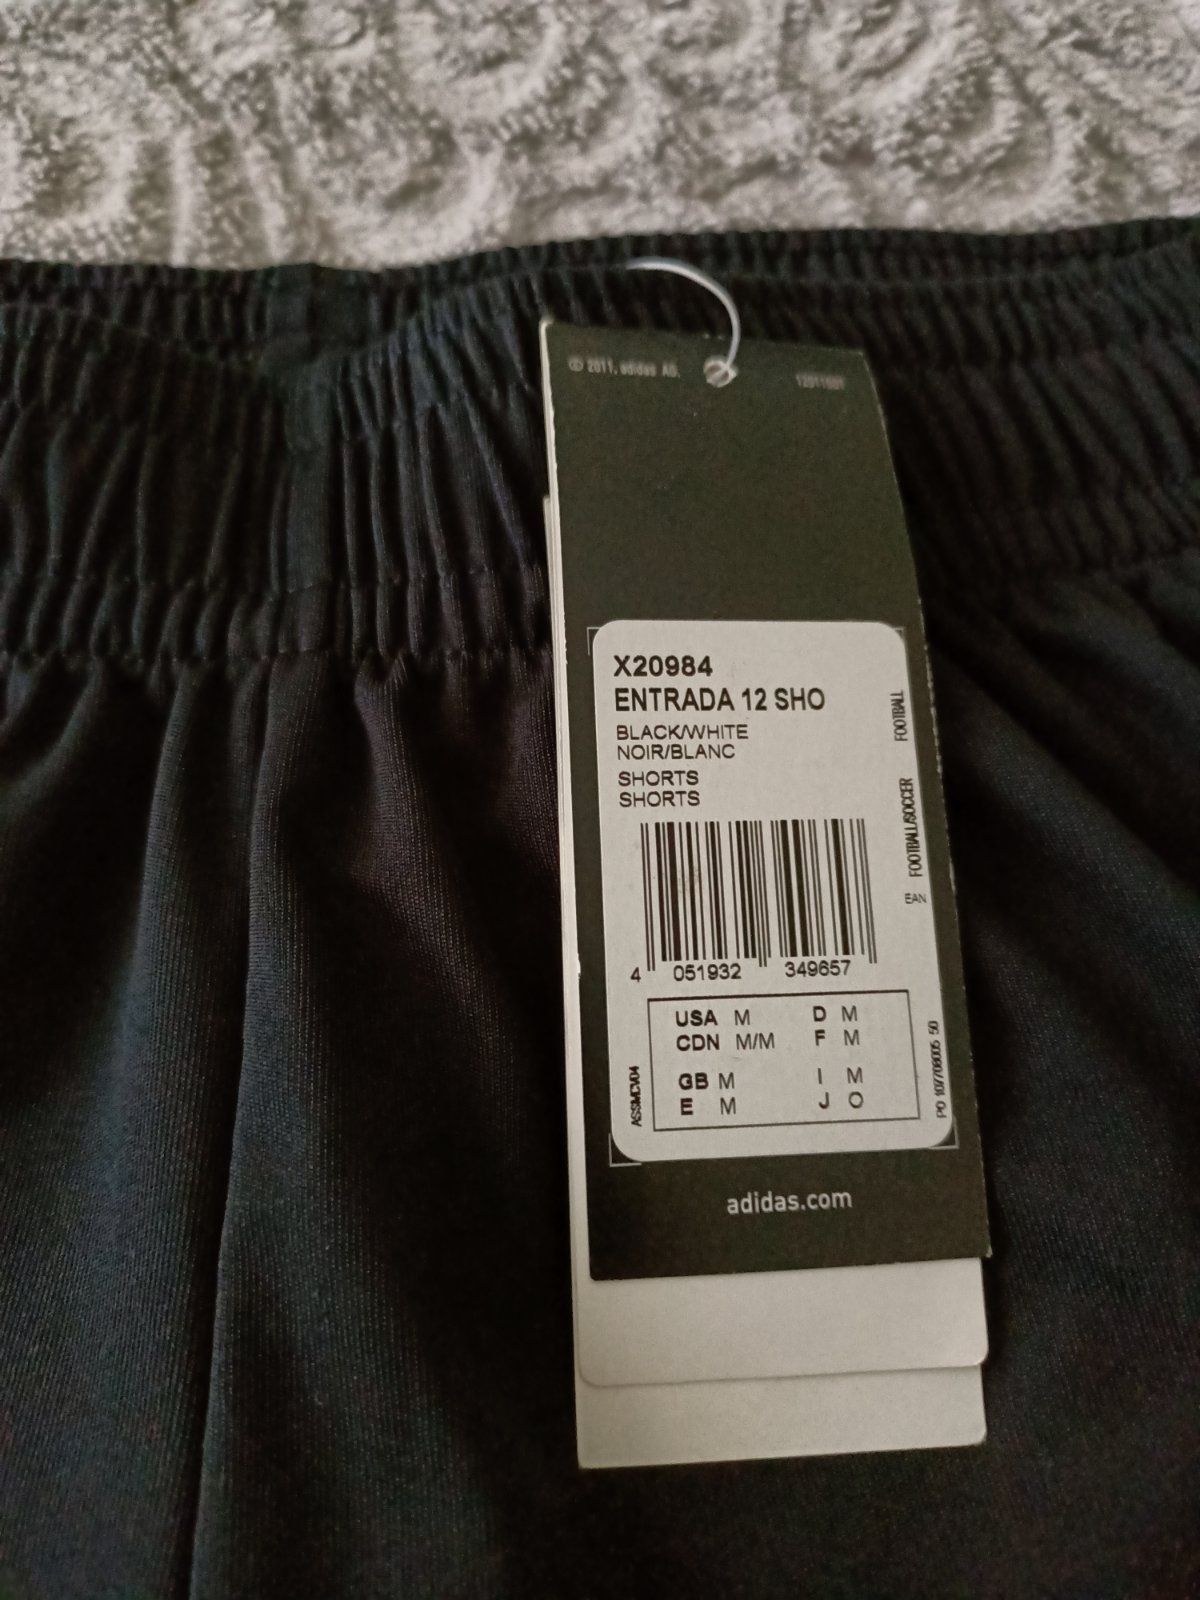 © 2011, adidas AG.
X20984
ENTRADA 12 SHO
BLACK/WHITE
NOIR/BLANC
SHORTS
SHORTS
FOOTBALL
FOOTBALL/SOCCER
EAN
4 051932 349657
USA M D M
CDN M/M F M
GB M I M
E M J O
ASSMCV04
adidas.com